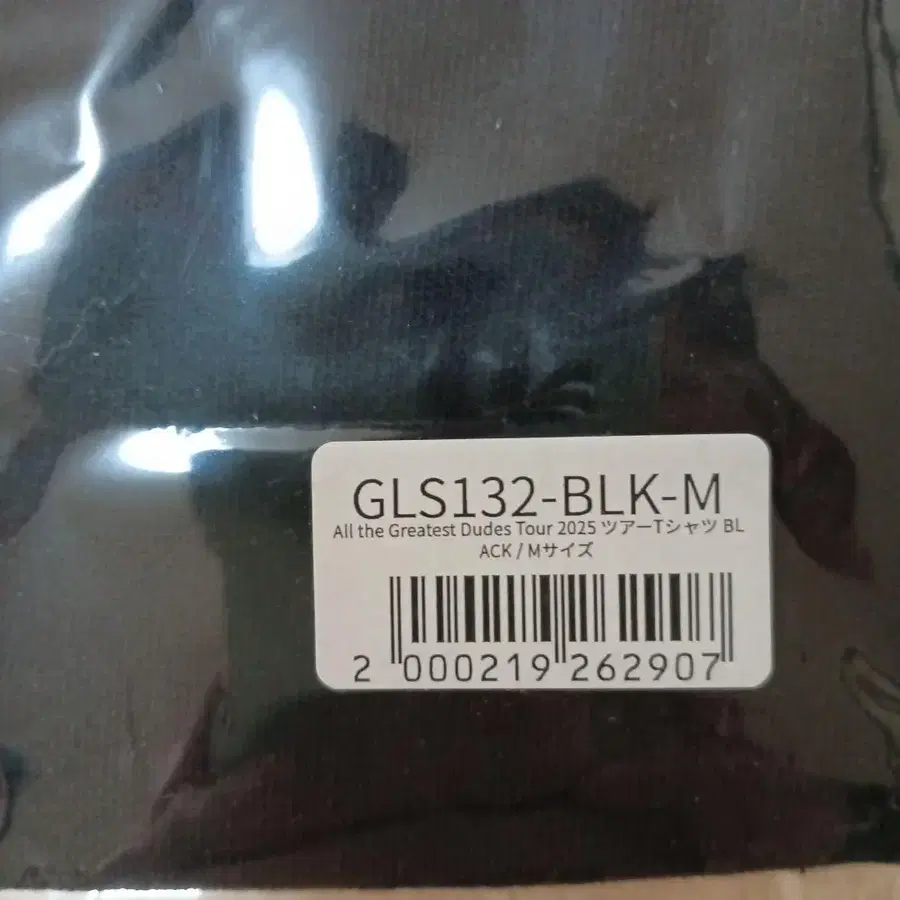 GLS132-BLK-M
All the Greatest Dudes Tour 2025 ツアーTシャツ BL
ACK / Mサイズ
2 000219 262907